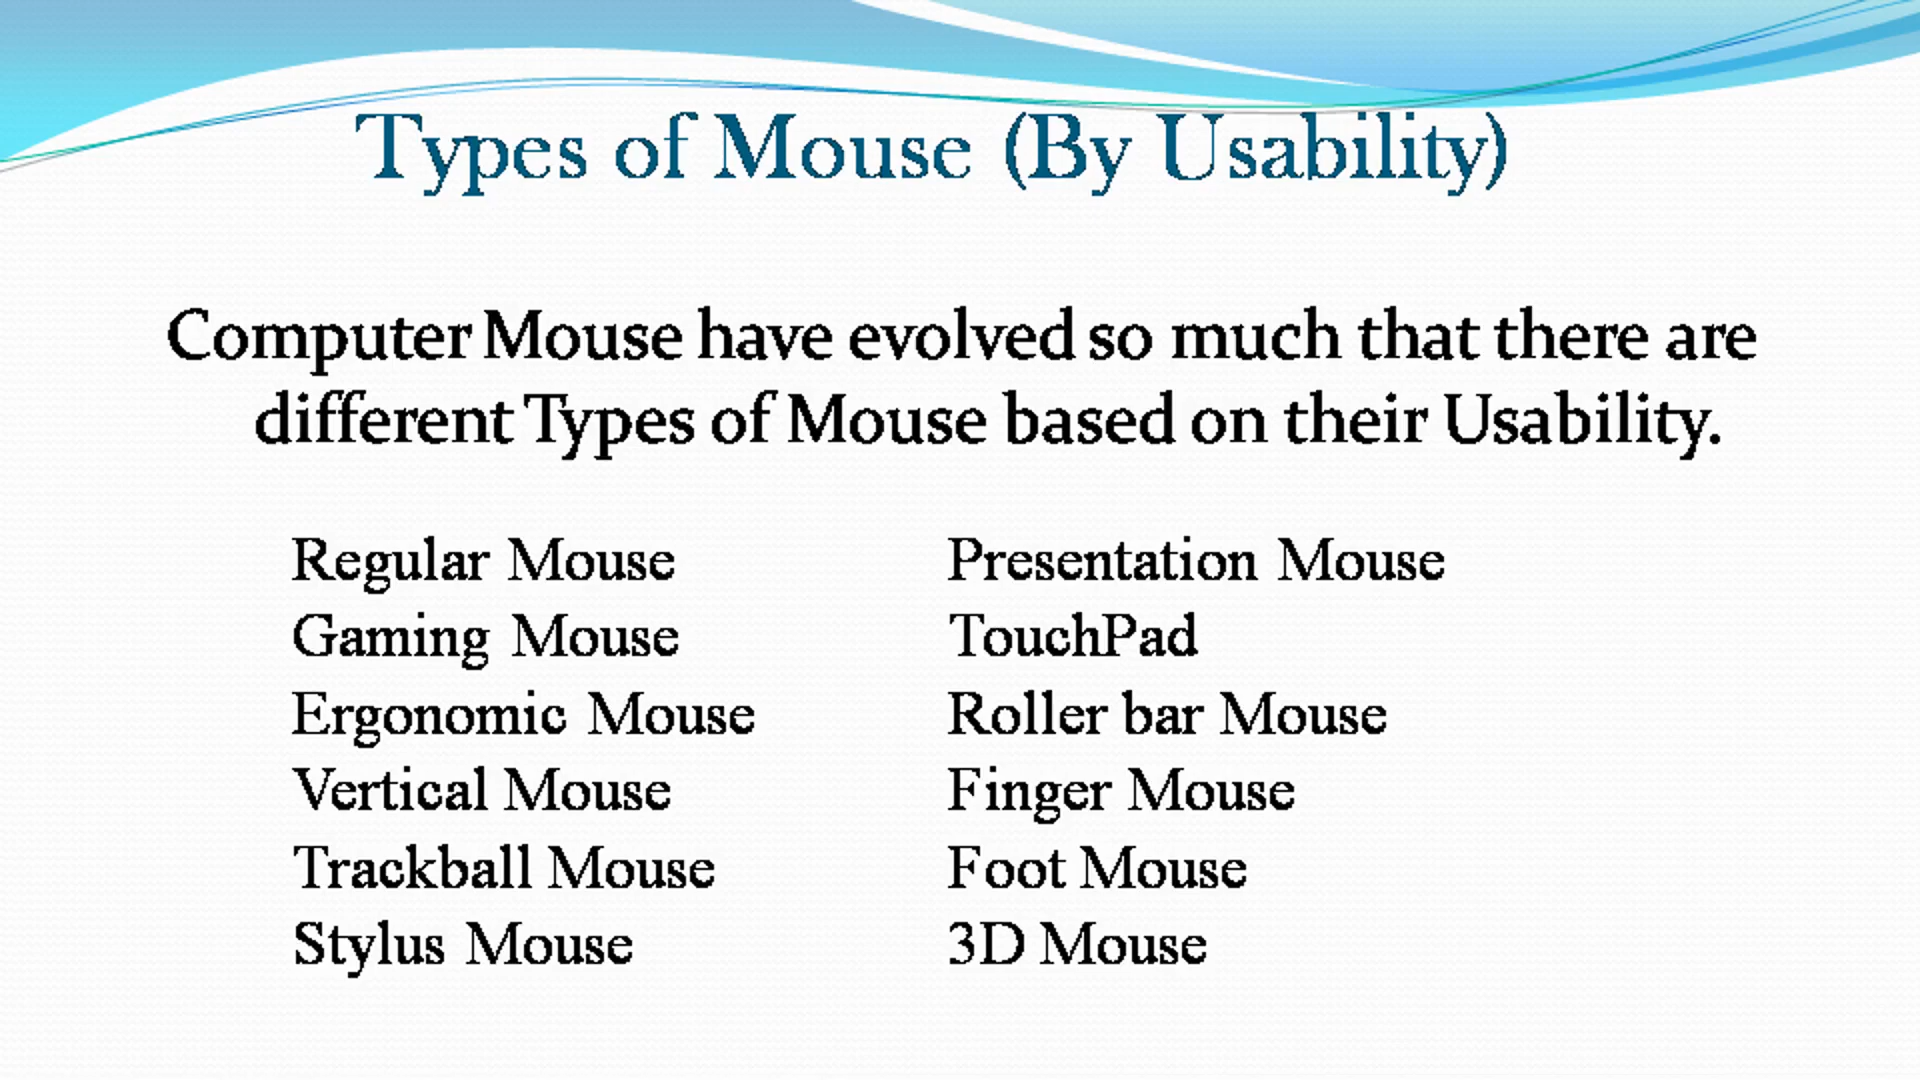 Types of Mouse (By Usability)
Computer Mouse have evolved so much that there are
different Types of Mouse based on their Usability.
Regular Mouse
Gaming Mouse
Ergonomic Mouse
Vertical Mouse
Trackball Mouse
Stylus Mouse
Presentation Mouse
TouchPad
Roller bar Mouse
Finger Mouse
Foot Mouse
3D Mouse